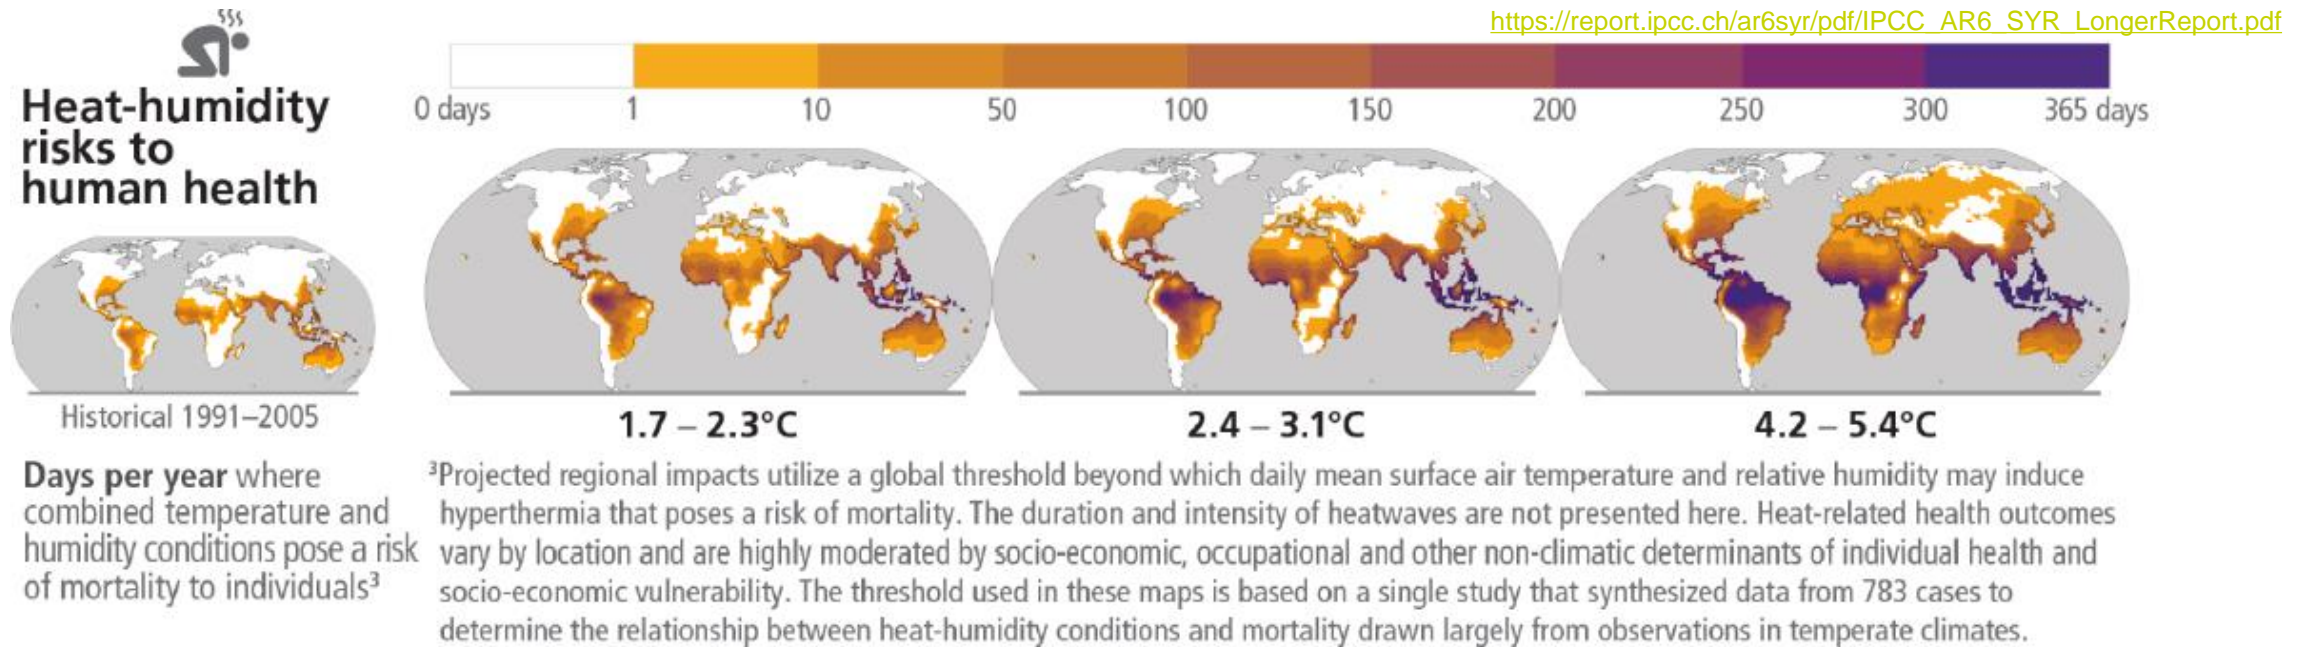 https://report.ipcc.ch/ar6syr/pdf/IPCC_AR6_SYR_LongerReport.pdf
Heat-humidity
risks to
human health
0 days 1 10 50 100 150 200 250 300 365 days
Historical 1991–2005
1.7 – 2.3°C
2.4 – 3.1°C
4.2 – 5.4°C
Days per year where
combined temperature and
humidity conditions pose a risk
of mortality to individuals³
³Projected regional impacts utilize a global threshold beyond which daily mean surface air temperature and relative humidity may induce
hyperthermia that poses a risk of mortality. The duration and intensity of heatwaves are not presented here. Heat-related health outcomes
vary by location and are highly moderated by socio-economic, occupational and other non-climatic determinants of individual health and
socio-economic vulnerability. The threshold used in these maps is based on a single study that synthesized data from 783 cases to
determine the relationship between heat-humidity conditions and mortality drawn largely from observations in temperate climates.